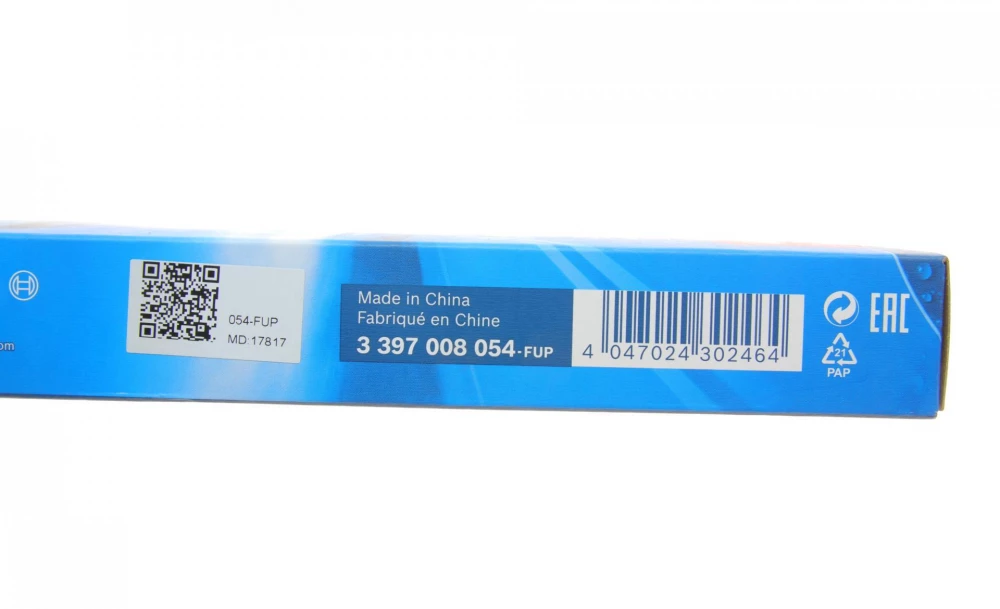 om
054-FUP
MD:17817
Made in China
Fabriqué en Chine
3 397 008 054-FUP
4 047024 302464
EAC
21
PAP